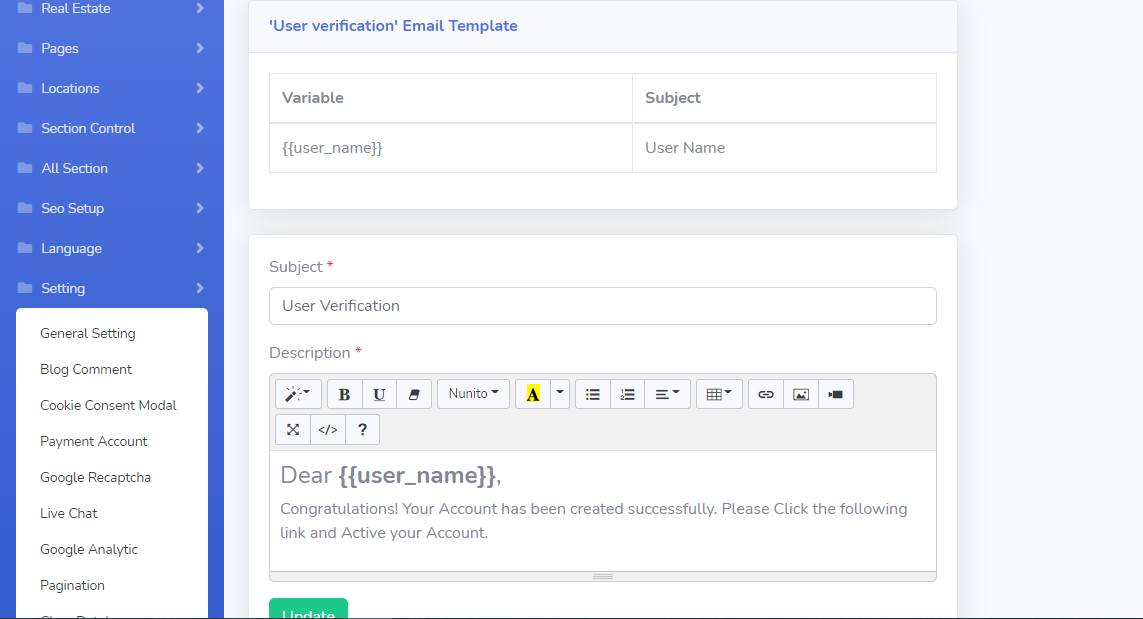 Real Estate
Pages
Locations
Section Control
All Section
Seo Setup
Language
Setting
General Setting
Blog Comment
Cookie Consent Modal
Payment Account
Google Recaptcha
Live Chat
Google Analytic
Pagination
'User verification' Email Template
Variable Subject
{{user_name}} User Name
Subject *
User Verification
Description *
B U Nunito A
</> ?
Dear {{user_name}},
Congratulations! Your Account has been created successfully. Please Click the following
link and Active your Account.
Update